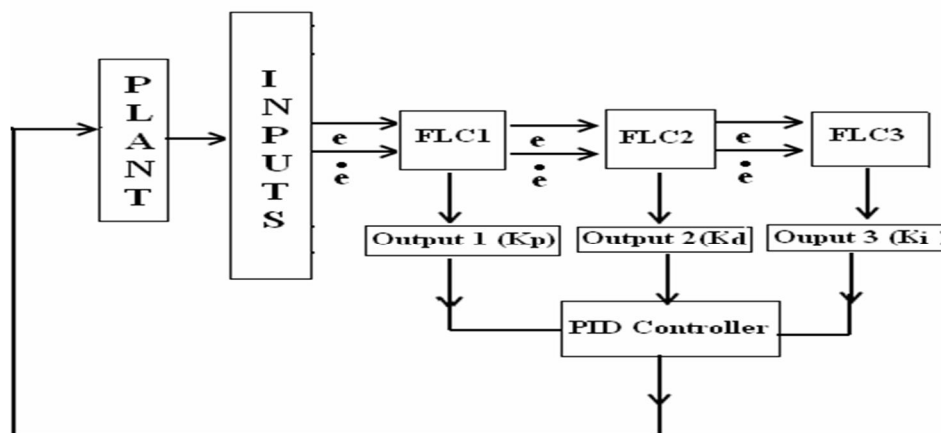 PLANT
INPUTS
e
ė
FLC1
e
ė
FLC2
e
ė
FLC3
Output 1 (Kp)
Output 2(Kd
Ouput 3 (Ki )
PID Controller